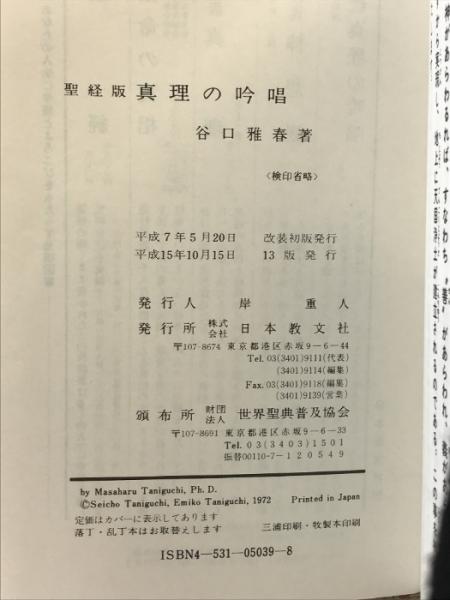 聖経版 真理の吟唱
谷口雅春著
〈検印省略〉
平成7年5月20日 改装初版発行
平成15年10月15日 13版発行
発行人 岸 重人
発行所 株式会社 日本教文社
〒107-8674 東京都港区赤坂9-6-44
Tel. 03(3401)9111(代表)
(3401)9114(編集)
Fax. 03(3401)9118(編集)
(3401)9139(営業)
頒布所 財団法人 世界聖典普及協会
〒107-8691 東京都港区赤坂9-6-33
Tel. 03(3403)1501
振替00110-7-120549
by Masaharu Taniguchi, Ph. D.
©Seicho Taniguchi, Emiko Taniguchi, 1972 Printed in Japan
定価はカバーに表示してあります
落丁・乱丁本はお取替えします
三浦印刷・牧製本印刷
ISBN4-531-05039-8